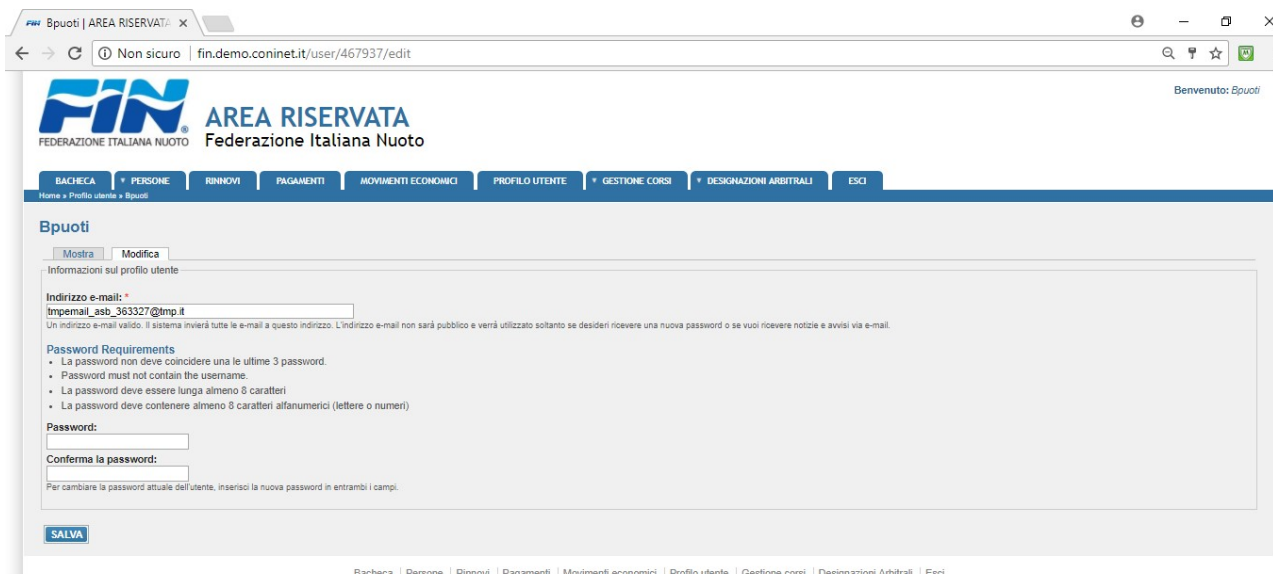 Bpuoti | AREA RISERVATA
Non sicuro | fin.demo.coninet.it/user/467937/edit
Benvenuto: Bpuoti
FIN
FEDERAZIONE ITALIANA NUOTO
AREA RISERVATA
Federazione Italiana Nuoto
BACHECA PERSONE RINNOVI PAGAMENTI MOVIMENTI ECONOMICI PROFILO UTENTE GESTIONE CORSI DESIGNAZIONI ARBITRALI ESCI
Home » Profilo utente » Bpuoti
Bpuoti
Mostra Modifica
Informazioni sul profilo utente
Indirizzo e-mail: *
tmpemail_asb_363327@tmp.it
Un indirizzo e-mail valido. Il sistema invierà tutte le e-mail a questo indirizzo. L'indirizzo e-mail non sarà pubblico e verrà utilizzato soltanto se desideri ricevere una nuova password o se vuoi ricevere notizie e avvisi via e-mail.
Password Requirements
• La password non deve coincidere una le ultime 3 password.
• Password must not contain the username.
• La password deve essere lunga almeno 8 caratteri
• La password deve contenere almeno 8 caratteri alfanumerici (lettere o numeri)
Password:
Conferma la password:
Per cambiare la password attuale dell'utente, inserisci la nuova password in entrambi i campi.
SALVA
Bacheca | Persone | Rinnovi | Pagamenti | Movimenti economici | Profilo utente | Gestione corsi | Designazioni Arbitrali | Esci